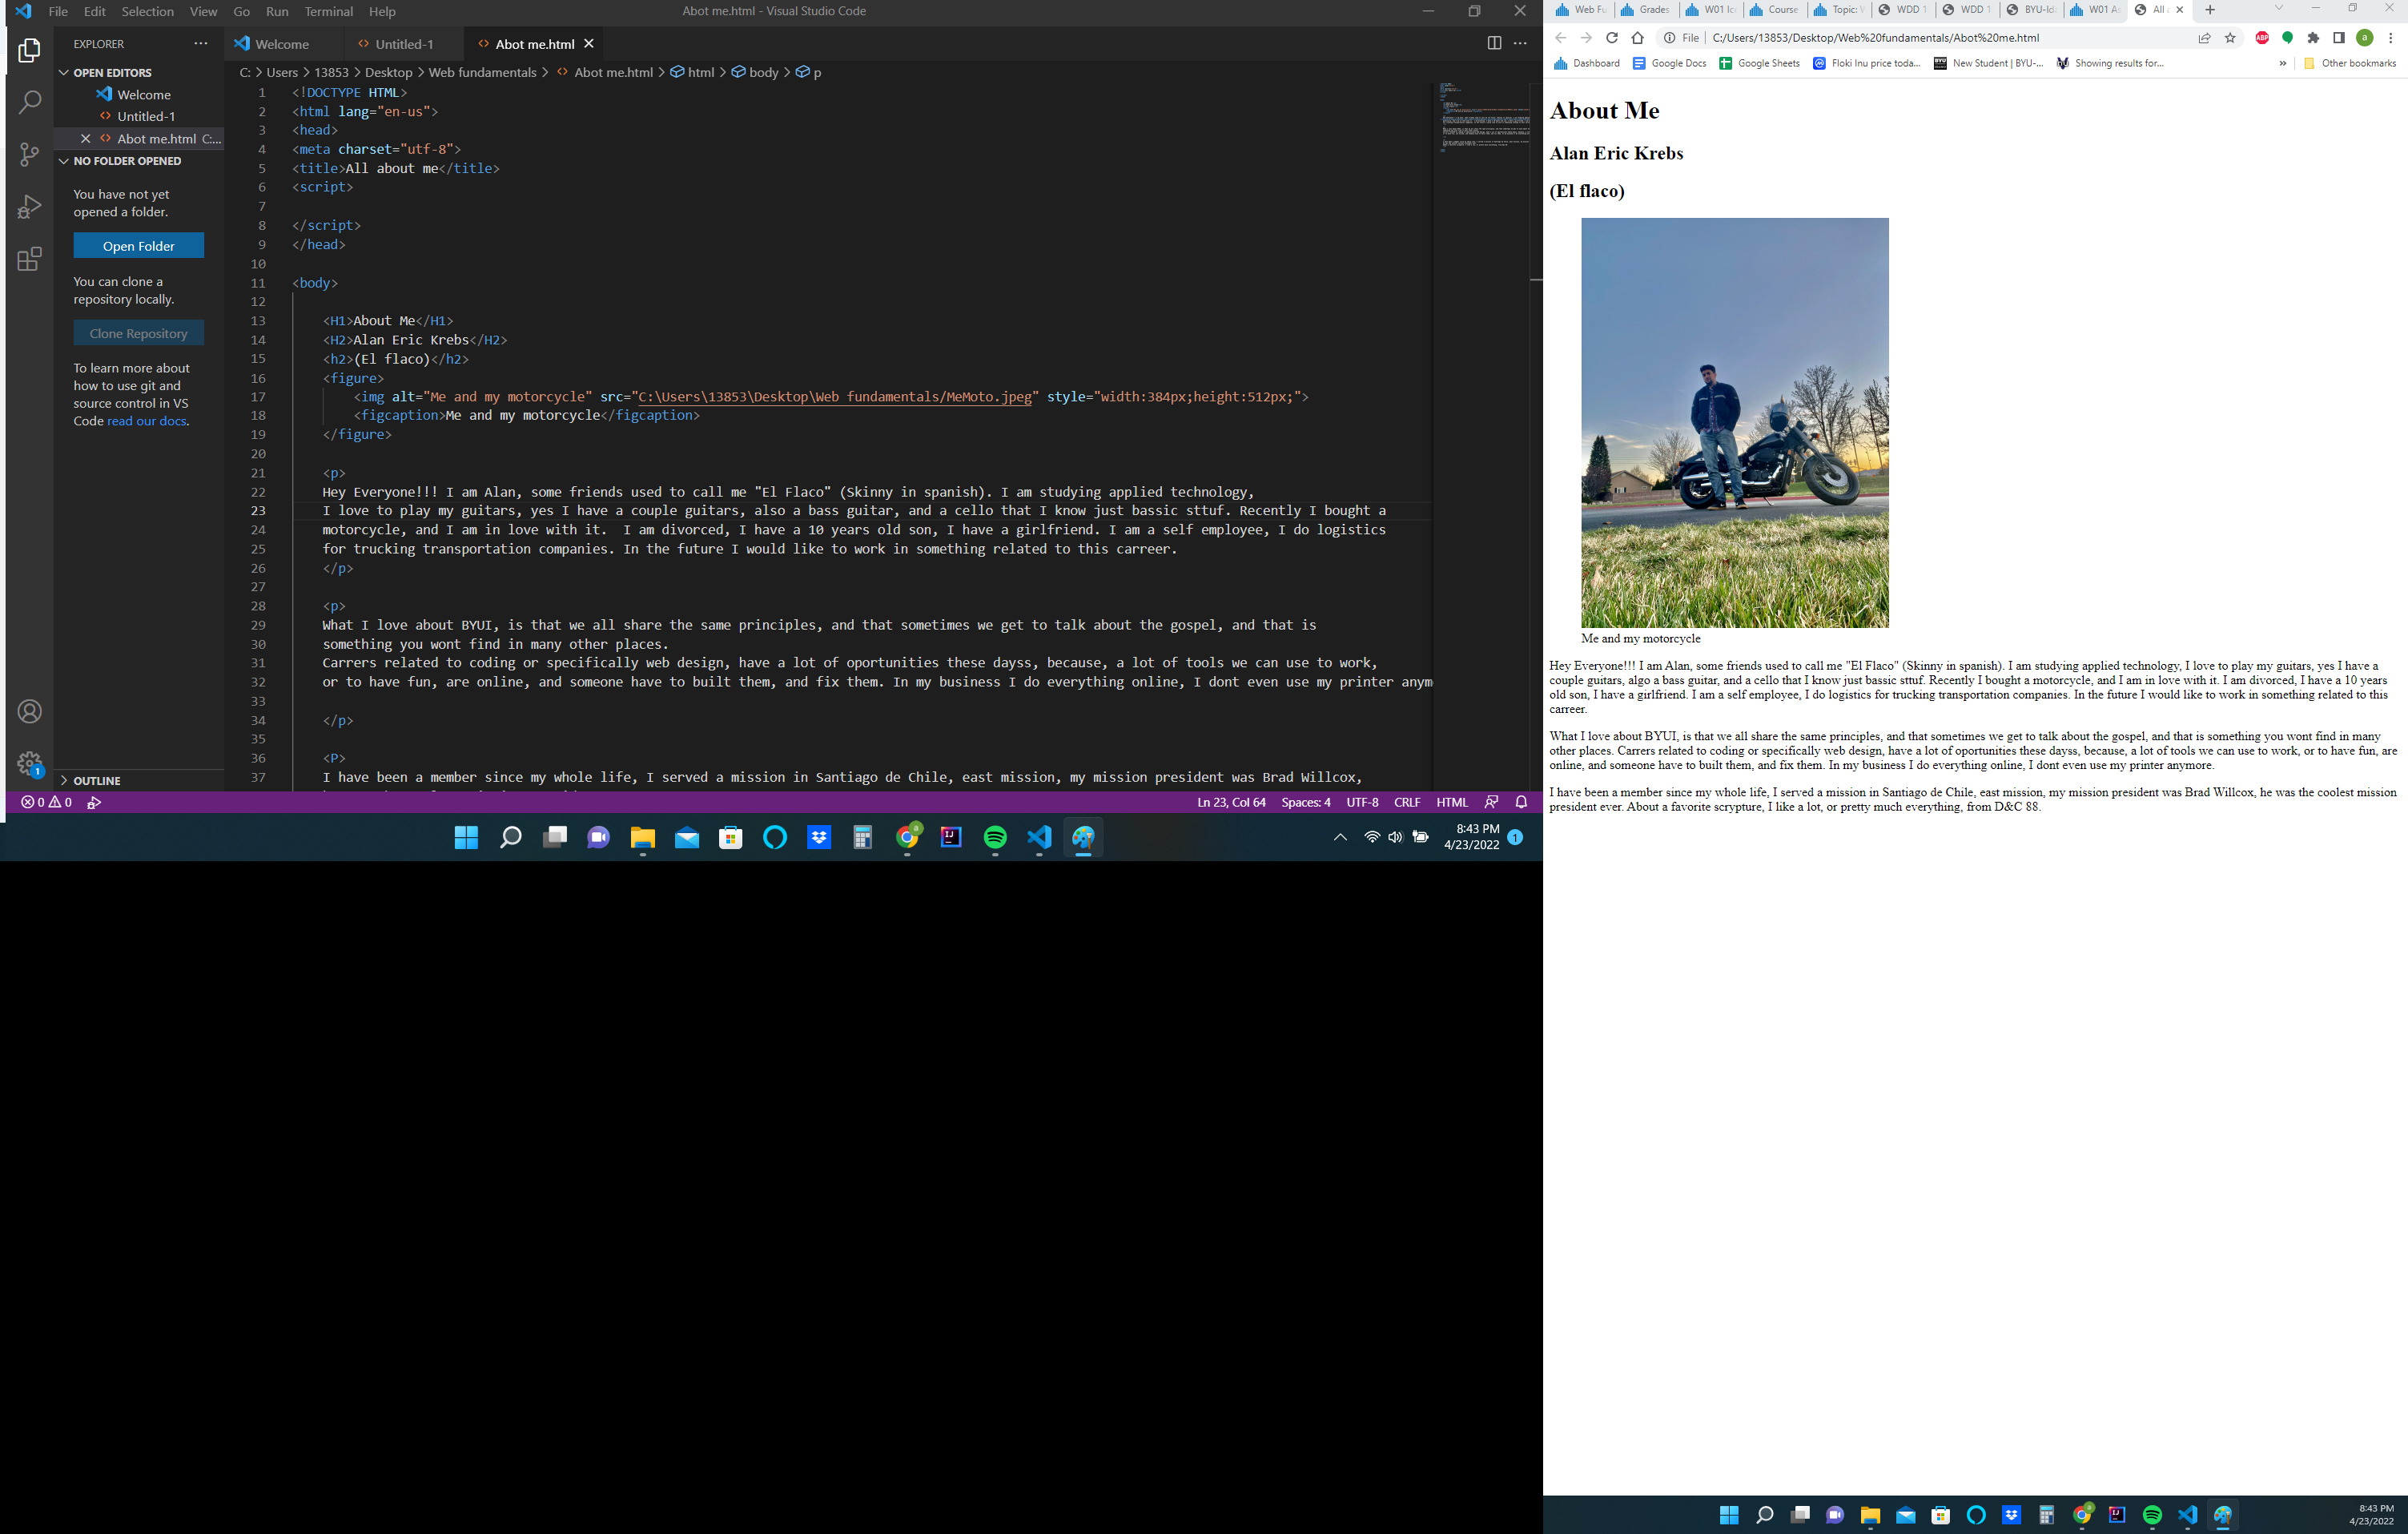 File Edit Selection View Go Run Terminal Help
Abot me.html - Visual Studio Code
EXPLORER
Welcome
Untitled-1
Abot me.html
OPEN EDITORS
Welcome
Untitled-1
Abot me.html C:...
NO FOLDER OPENED
You have not yet
opened a folder.
Open Folder
You can clone a
repository locally.
Clone Repository
To learn more about
how to use git and
source control in VS
Code read our docs.
OUTLINE
C: > Users > 13853 > Desktop > Web fundamentals > Abot me.html > html > body > p
1 <!DOCTYPE HTML>
2 <html lang="en-us">
3 <head>
4 <meta charset="utf-8">
5 <title>All about me</title>
6 <script>
7
8 </script>
9 </head>
10
11 <body>
12
13 <H1>About Me</H1>
14 <H2>Alan Eric Krebs</H2>
15 <h2>(El flaco)</h2>
16 <figure>
17 <img alt="Me and my motorcycle" src="C:\Users\13853\Desktop\Web fundamentals/MeMoto.jpeg" style="width:384px;height:512px;">
18 <figcaption>Me and my motorcycle</figcaption>
19 </figure>
20
21 <p>
22 Hey Everyone!!! I am Alan, some friends used to call me "El Flaco" (Skinny in spanish). I am studying applied technology,
23 I love to play my guitars, yes I have a couple guitars, also a bass guitar, and a cello that I know just bassic sttuf. Recently I bought a
24 motorcycle, and I am in love with it.  I am divorced, I have a 10 years old son, I have a girlfriend. I am a self employee, I do logistics
25 for trucking transportation companies. In the future I would like to work in something related to this carreer.
26 </p>
27
28 <p>
29 What I love about BYUI, is that we all share the same principles, and that sometimes we get to talk about the gospel, and that is
30 something you wont find in many other places.
31 Carrers related to coding or specifically web design, have a lot of oportunities these dayss, because, a lot of tools we can use to work,
32 or to have fun, are online, and someone have to built them, and fix them. In my business I do everything online, I dont even use my printer anym
33
34 </p>
35
36 <P>
37 I have been a member since my whole life, I served a mission in Santiago de Chile, east mission, my mission president was Brad Willcox,
0 0
1
Ln 23, Col 64 Spaces: 4 UTF-8 CRLF HTML
8:43 PM
4/23/2022
1
Web Fu Grades W01 Ic Course Topic: W WDD 1 WDD 1 BYU-Id W01 As All a
File C:/Users/13853/Desktop/Web%20fundamentals/Abot%20me.html
ABP
a
Dashboard Google Docs Google Sheets Floki Inu price toda... New Student | BYU-... Showing results for... » Other bookmarks
About Me
Alan Eric Krebs
(El flaco)
Me and my motorcycle
Hey Everyone!!! I am Alan, some friends used to call me "El Flaco" (Skinny in spanish). I am studying applied technology, I love to play my guitars, yes I have a
couple guitars, algo a bass guitar, and a cello that I know just bassic sttuf. Recently I bought a motorcycle, and I am in love with it. I am divorced, I have a 10 years
old son, I have a girlfriend. I am a self employee, I do logistics for trucking transportation companies. In the future I would like to work in something related to this
carreer.
What I love about BYUI, is that we all share the same principles, and that sometimes we get to talk about the gospel, and that is something you wont find in many
other places. Carrers related to coding or specifically web design, have a lot of oportunities these dayss, because, a lot of tools we can use to work, or to have fun, are
online, and someone have to built them, and fix them. In my business I do everything online, I dont even use my printer anymore.
I have been a member since my whole life, I served a mission in Santiago de Chile, east mission, my mission president was Brad Willcox, he was the coolest mission
president ever. About a favorite scrypture, I like a lot, or pretty much everything, from D&C 88.
8:43 PM
4/23/2022